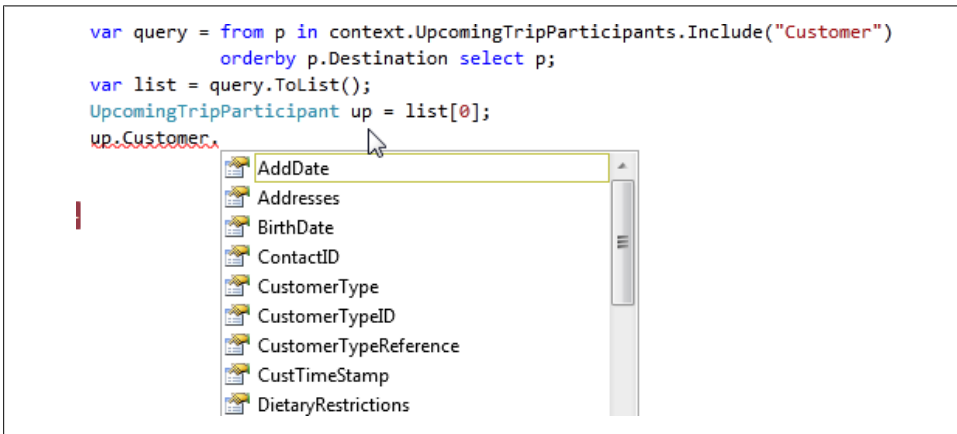 var query = from p in context.UpcomingTripParticipants.Include("Customer")
orderby p.Destination select p;
var list = query.ToList();
UpcomingTripParticipant up = list[0];
up.Customer.
AddDate
Addresses
BirthDate
ContactID
CustomerType
CustomerTypeID
CustomerTypeReference
CustTimeStamp
DietaryRestrictions